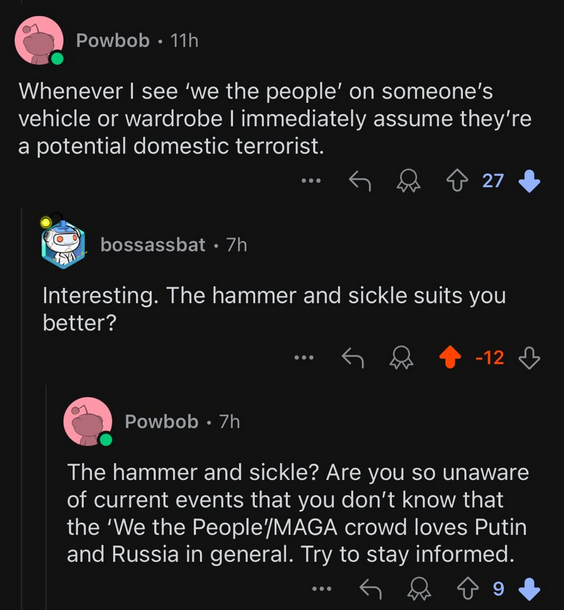 Powbob • 11h
Whenever I see ‘we the people’ on someone’s
vehicle or wardrobe I immediately assume they’re
a potential domestic terrorist.
27
bossassbat • 7h
Interesting. The hammer and sickle suits you
better?
-12
Powbob • 7h
The hammer and sickle? Are you so unaware
of current events that you don’t know that
the ‘We the People’/MAGA crowd loves Putin
and Russia in general. Try to stay informed.
9